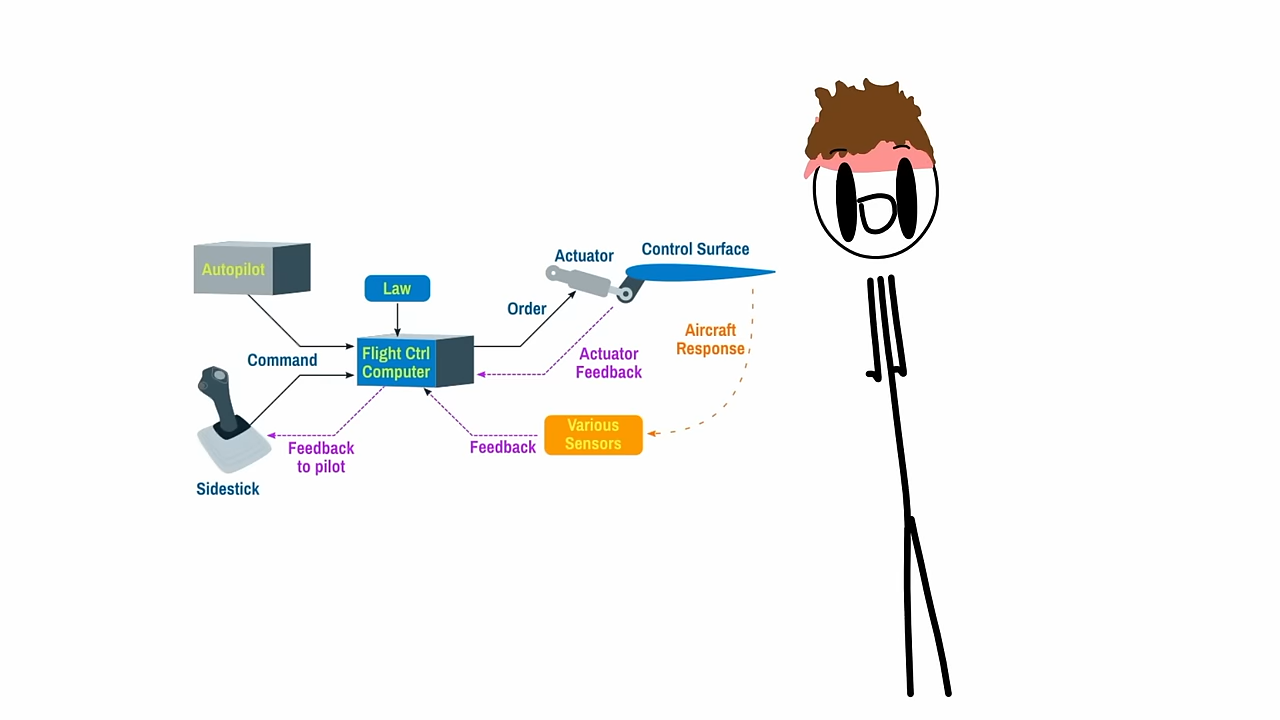 Actuator
Control Surface
Autopilot
Law
Order
Aircraft
Response
Flight Ctrl
Computer
Command
Actuator
Feedback
Various
Sensors
Feedback
to pilot
Feedback
Sidestick